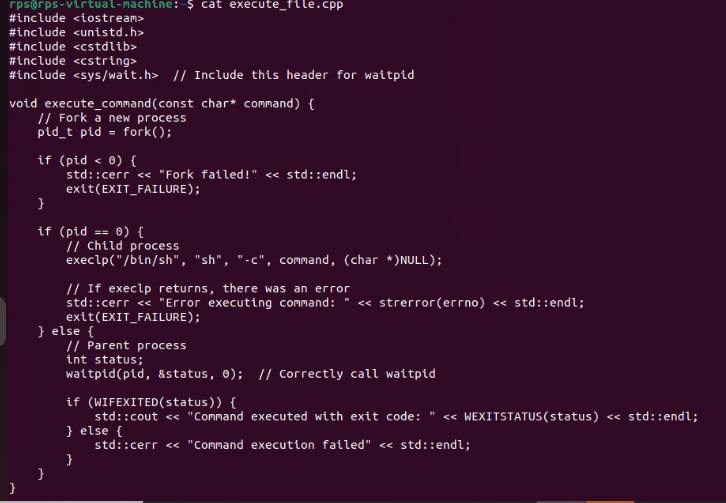 rps@rps-virtual-machine:~$ cat execute_file.cpp
#include <iostream>
#include <unistd.h>
#include <cstdlib>
#include <cstring>
#include <sys/wait.h>  // Include this header for waitpid

void execute_command(const char* command) {
    // Fork a new process
    pid_t pid = fork();

    if (pid < 0) {
        std::cerr << "Fork failed!" << std::endl;
        exit(EXIT_FAILURE);
    }

    if (pid == 0) {
        // Child process
        execlp("/bin/sh", "sh", "-c", command, (char *)NULL);

        // If execlp returns, there was an error
        std::cerr << "Error executing command: " << strerror(errno) << std::endl;
        exit(EXIT_FAILURE);
    } else {
        // Parent process
        int status;
        waitpid(pid, &status, 0);  // Correctly call waitpid

        if (WIFEXITED(status)) {
            std::cout << "Command executed with exit code: " << WEXITSTATUS(status) << std::endl;
        } else {
            std::cerr << "Command execution failed" << std::endl;
        }
    }
}